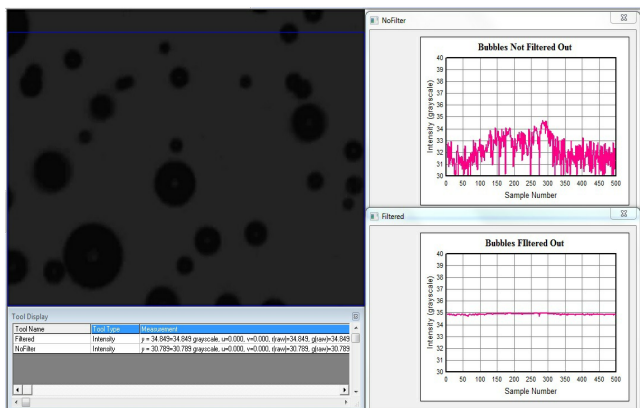 NoFilter
Bubbles Not Filtered Out
Intensity (grayscale)
40
39
38
37
36
35
34
33
32
31
30
0 50 100 150 200 250 300 350 400 450 500
Sample Number
Filtered
Bubbles FIltered Out
Intensity (grayscale)
40
39
38
37
36
35
34
33
32
31
30
0 50 100 150 200 250 300 350 400 450 500
Sample Number
Tool Display
Tool Name Tool Type Measurement
Filtered Intensity y = 34.849=34.849 grayscale, u=0.000, v=0.000, r(raw)=34.849, g(raw)=34.849
NoFilter Intensity y = 30.789=30.789 grayscale, u=0.000, v=0.000, r(raw)=30.789, g(raw)=30.789